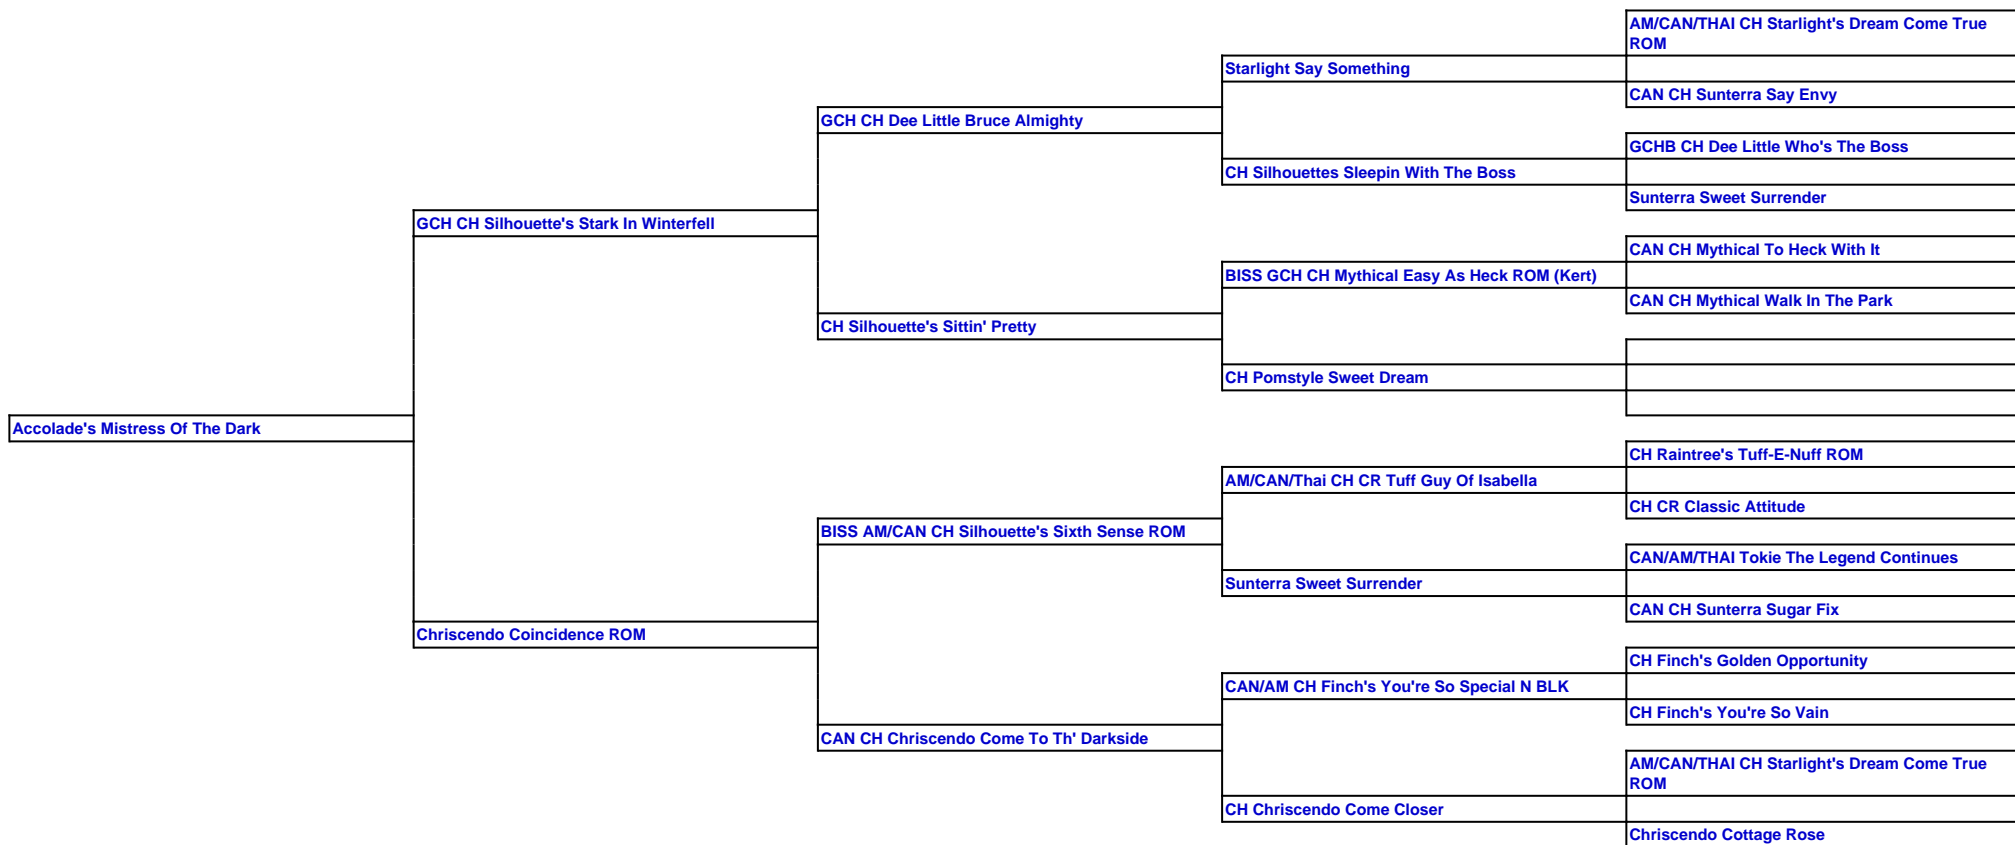 AM/CAN/THAI CH Starlight's Dream Come True
ROM
Starlight Say Something
CAN CH Sunterra Say Envy
GCH CH Dee Little Bruce Almighty
GCHB CH Dee Little Who's The Boss
CH Silhouettes Sleepin With The Boss
Sunterra Sweet Surrender
GCH CH Silhouette's Stark In Winterfell
CAN CH Mythical To Heck With It
BISS GCH CH Mythical Easy As Heck ROM (Kert)
CAN CH Mythical Walk In The Park
CH Silhouette's Sittin' Pretty
CH Pomstyle Sweet Dream
Accolade's Mistress Of The Dark
CH Raintree's Tuff-E-Nuff ROM
AM/CAN/Thai CH CR Tuff Guy Of Isabella
CH CR Classic Attitude
BISS AM/CAN CH Silhouette's Sixth Sense ROM
CAN/AM/THAI Tokie The Legend Continues
Sunterra Sweet Surrender
CAN CH Sunterra Sugar Fix
Chriscendo Coincidence ROM
CH Finch's Golden Opportunity
CAN/AM CH Finch's You're So Special N BLK
CH Finch's You're So Vain
CAN CH Chriscendo Come To Th' Darkside
AM/CAN/THAI CH Starlight's Dream Come True
ROM
CH Chriscendo Come Closer
Chriscendo Cottage Rose